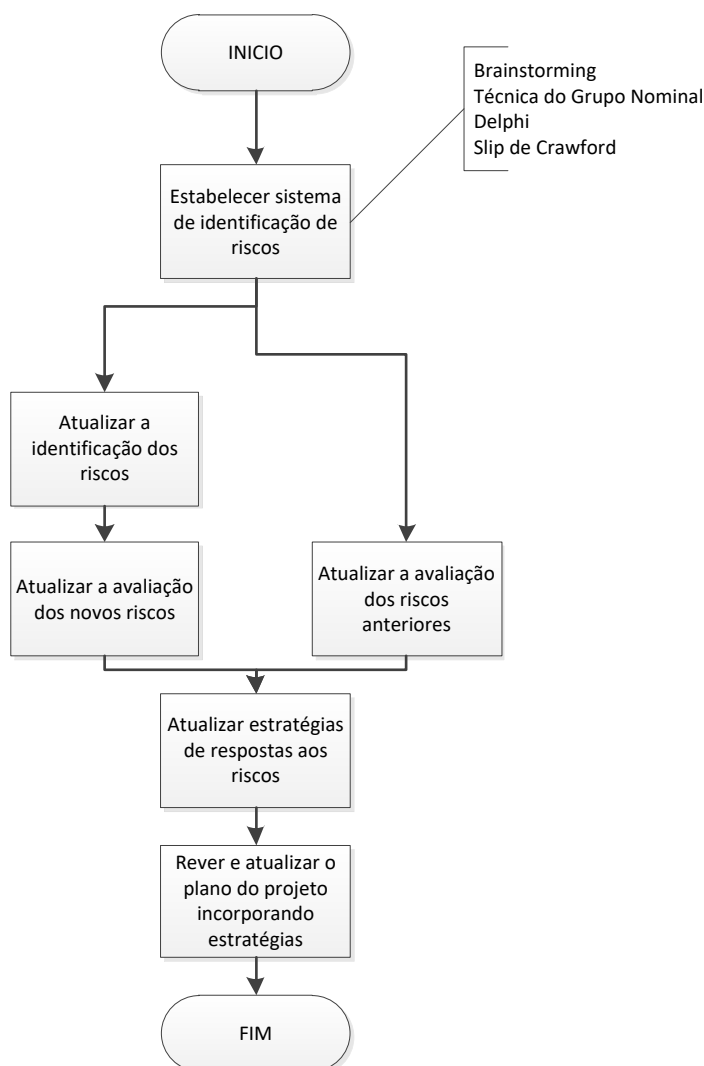 INICIO
Brainstorming
Técnica do Grupo Nominal
Delphi
Slip de Crawford
Estabelecer sistema
de identificação de
riscos
Atualizar a
identificação dos
riscos
Atualizar a avaliação
dos novos riscos
Atualizar a avaliação
dos riscos
anteriores
Atualizar estratégias
de respostas aos
riscos
Rever e atualizar o
plano do projeto
incorporando
estratégias
FIM